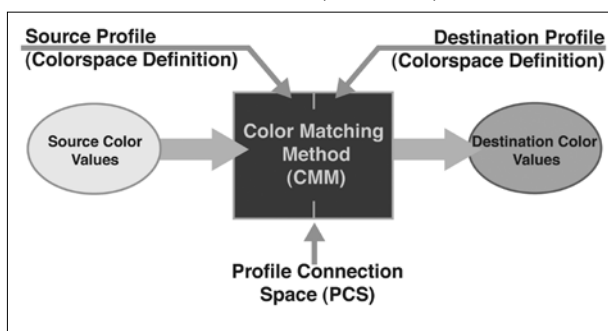 Source Profile
(Colorspace Definition)
Destination Profile
(Colorspace Definition)
Source Color
Values
Color Matching
Method
(CMM)
Destination Color
Values
Profile Connection
Space (PCS)